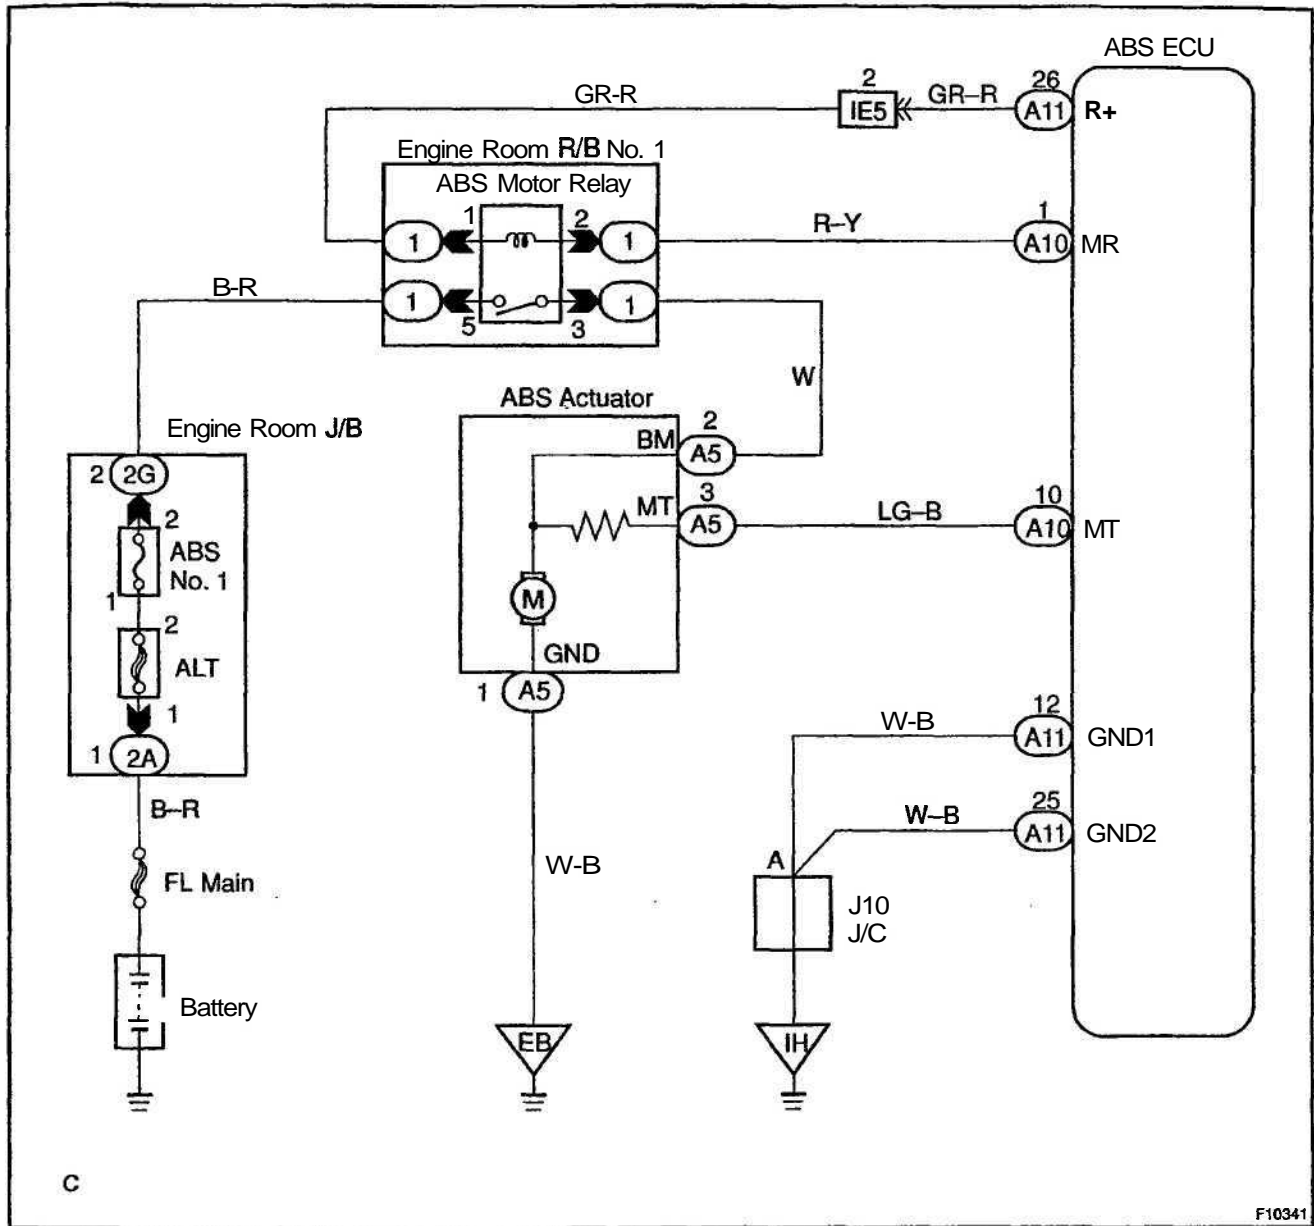 ABS ECU
GR-R
2
IE5
GR–R
26
A11
R+
Engine Room R/B No. 1
ABS Motor Relay
1
1
2
1
R–Y
1
A10
MR
B-R
1
5
3
1
W
ABS Actuator
BM
2
A5
MT
3
A5
LG–B
10
A10
MT
M
GND
1
A5
Engine Room J/B
2
2G
2
ABS
No. 1
1
2
ALT
1
1
2A
B–R
FL Main
Battery
W-B
EB
W-B
12
A11
GND1
W–B
25
A11
GND2
A
J10
J/C
IH
C
F10341